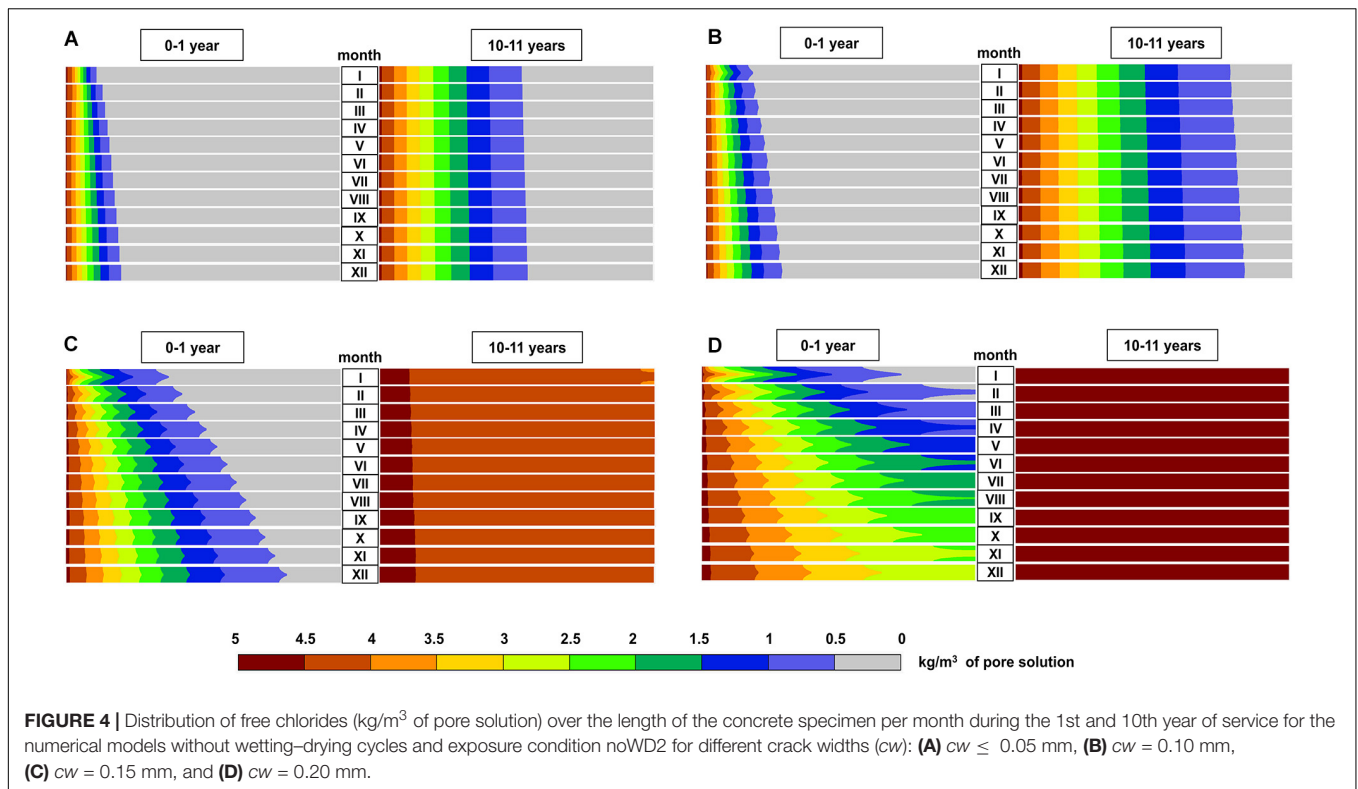 A
0-1 year
month
10-11 years
I
II
III
IV
V
VI
VII
VIII
IX
X
XI
XII
B
0-1 year
month
10-11 years
I
II
III
IV
V
VI
VII
VIII
IX
X
XI
XII
C
0-1 year
month
10-11 years
I
II
III
IV
V
VI
VII
VIII
IX
X
XI
XII
D
0-1 year
month
10-11 years
I
II
III
IV
V
VI
VII
VIII
IX
X
XI
XII
5 4.5 4 3.5 3 2.5 2 1.5 1 0.5 0
kg/m³ of pore solution
FIGURE 4 | Distribution of free chlorides (kg/m³ of pore solution) over the length of the concrete specimen per month during the 1st and 10th year of service for the
numerical models without wetting–drying cycles and exposure condition noWD2 for different crack widths (cw): (A) cw ≤ 0.05 mm, (B) cw = 0.10 mm,
(C) cw = 0.15 mm, and (D) cw = 0.20 mm.